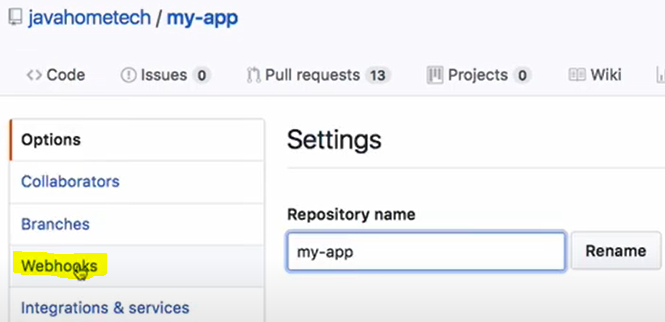 javahometech / my-app
Code Issues 0 Pull requests 13 Projects 0 Wiki
Options
Collaborators
Branches
Webhooks
Integrations & services
Settings
Repository name
my-app Rename